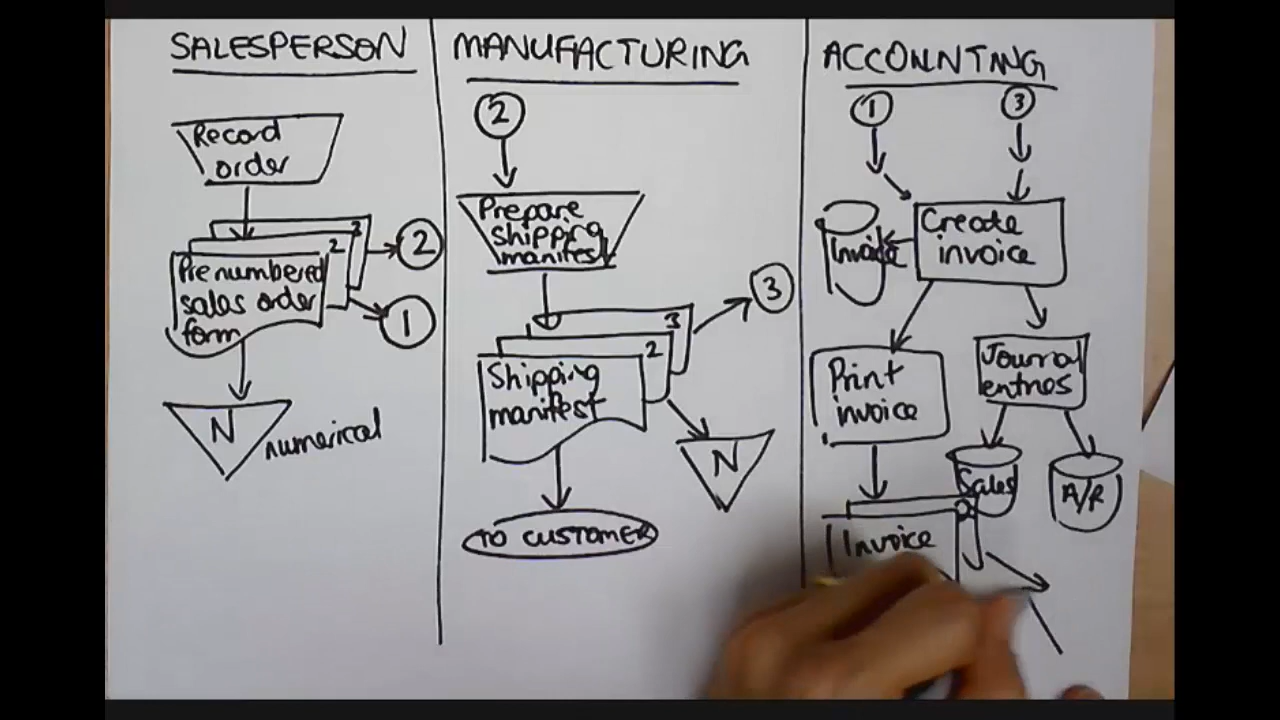 SALESPERSON
Record
order
3
2
Prenumbered
sales order
form
2
1
N
numerical
MANUFACTURING
2
Prepare
shipping
manifest
3
3
2
Shipping
manifest
N
TO CUSTOMER
ACCOUNTING
1
3
Create
invoice
Invoice
Print
invoice
Journal
entries
Sales
A/R
Invoice